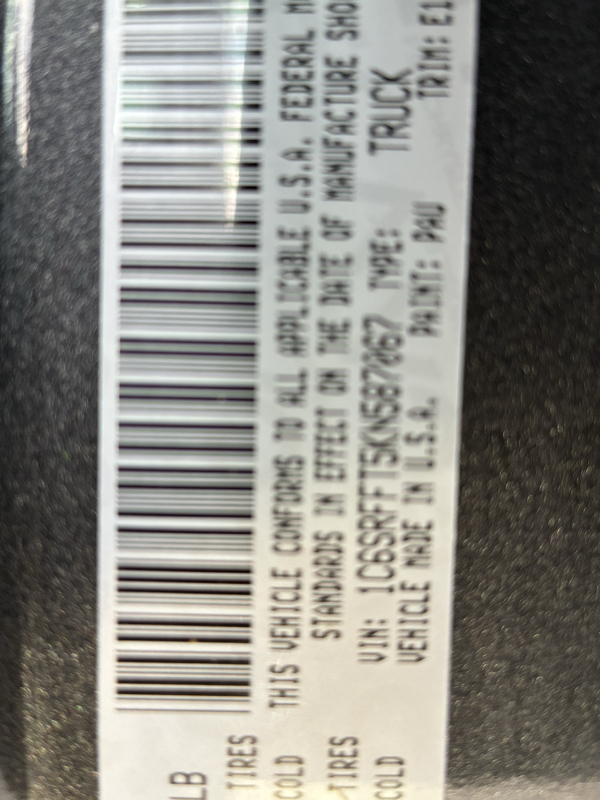 LB
TIRES
COLD
TIRES
COLD
THIS VEHICLE CONFORMS TO ALL APPLICABLE U.S.A. FEDERAL M
STANDARDS IN EFFECT ON THE DATE OF MANUFACTURE SHO
VIN: 1C6SRFFT5KN587067 TYPE: TRUCK
VEHICLE MADE IN U.S.A. PAINT: PAU TRIM: E1